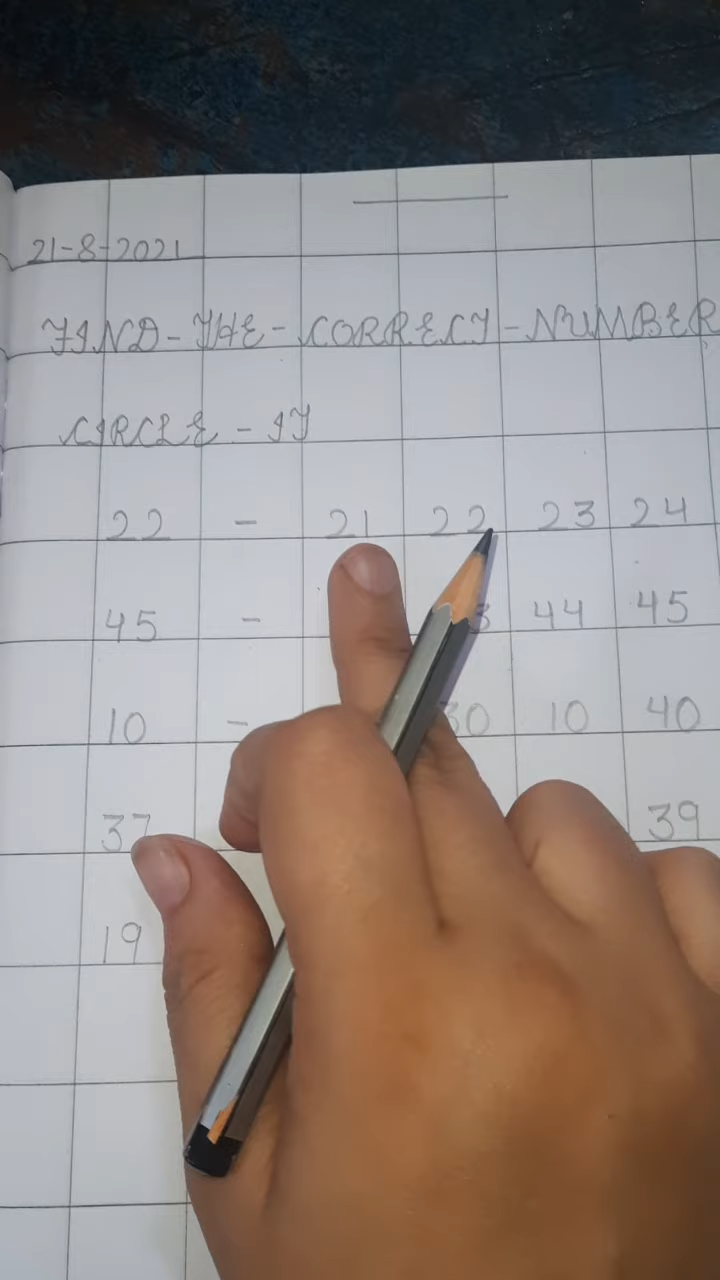 21-8-2021
FIND-THE-CORRECT-NUMBER
CIRCLE-IT
22 - 21 22 23 24
45 - 44 45
10 - 30 10 40
37 39
19